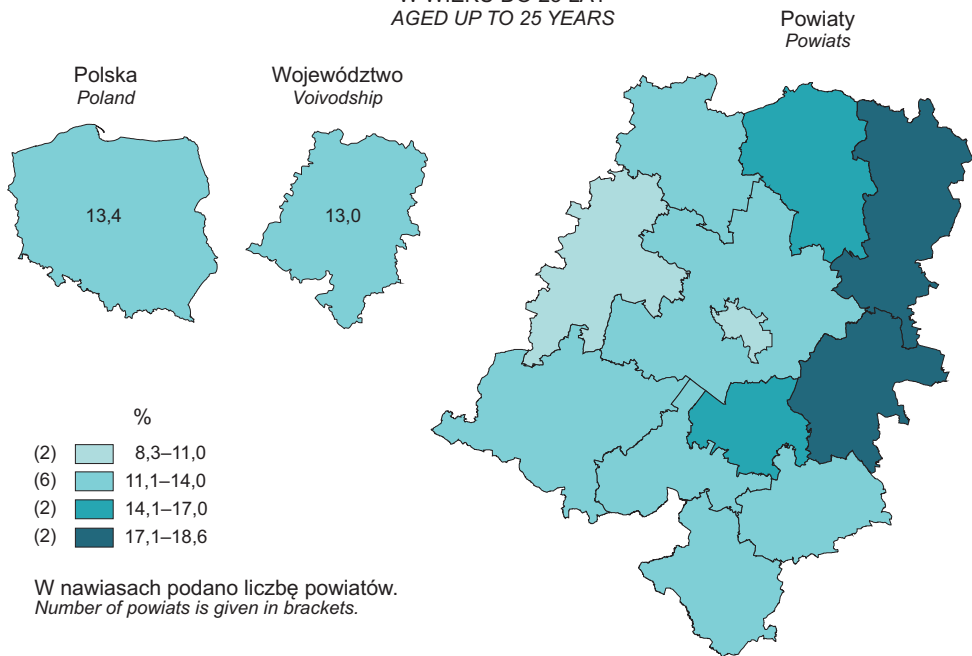 AGED UP TO 25 YEARS
Powiaty
Powiats
Polska
Poland
Województwo
Voivodship
13,4
13,0
%
(2) 8,3–11,0
(6) 11,1–14,0
(2) 14,1–17,0
(2) 17,1–18,6
W nawiasach podano liczbę powiatów.
Number of powiats is given in brackets.